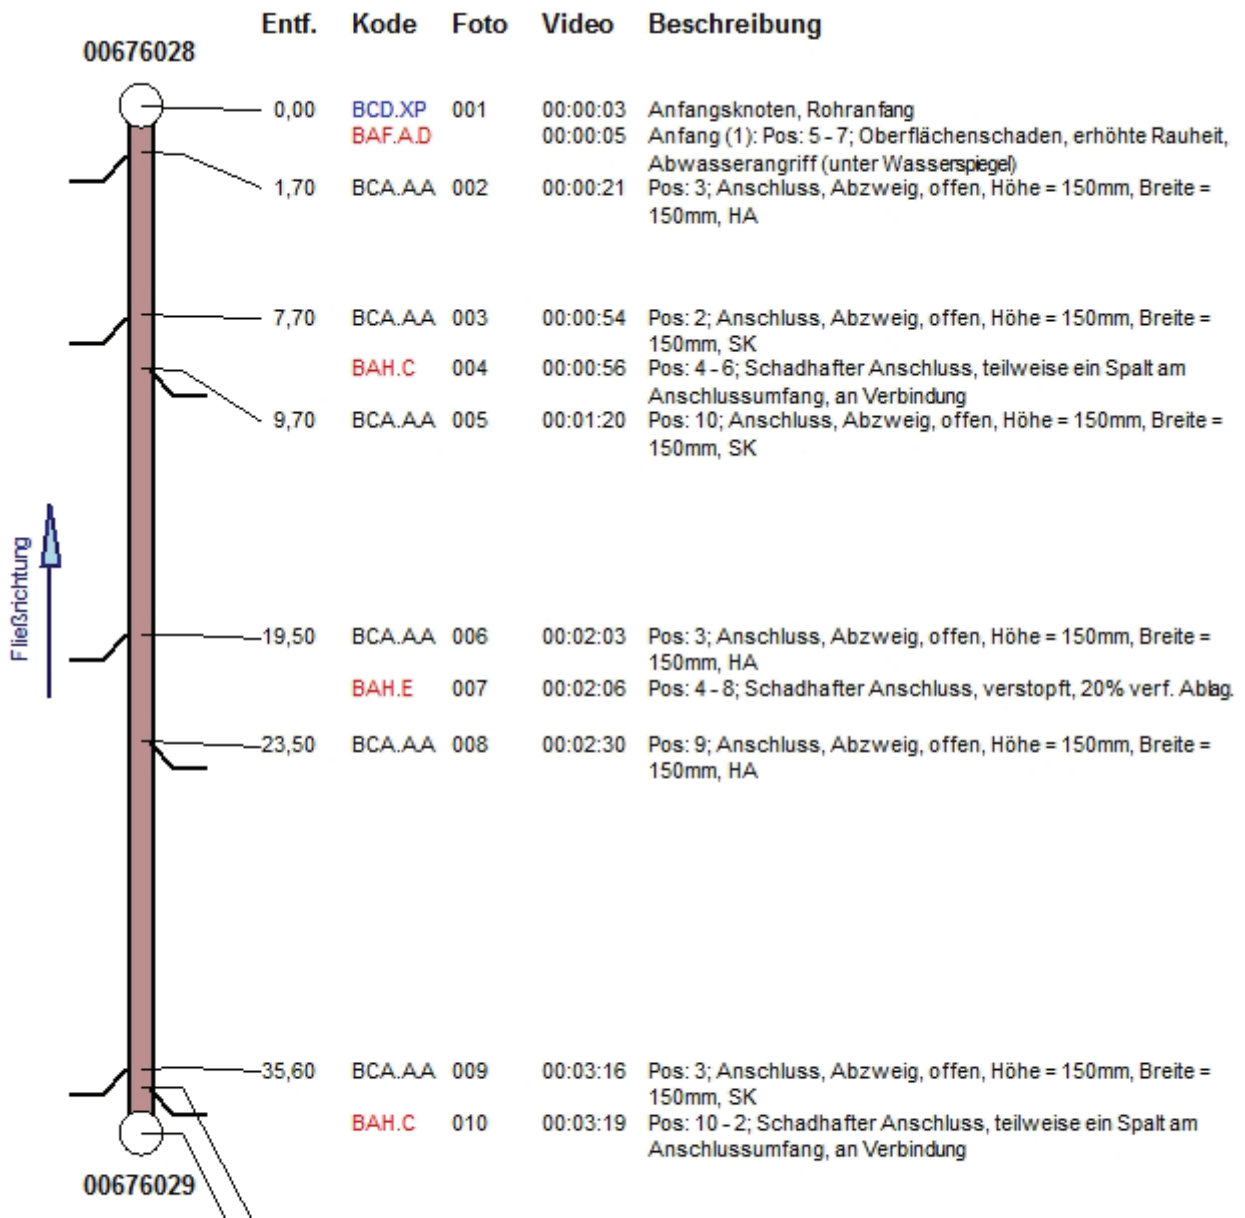 Entf. Kode Foto Video Beschreibung
00676028
0,00 BCD.XP 001 00:00:03 Anfangsknoten, Rohranfang
BAF.A.D 00:00:05 Anfang (1): Pos: 5 - 7; Oberflächenschaden, erhöhte Rauheit,
Abwasserangriff (unter Wasserspiegel)
1,70 BCA.A.A 002 00:00:21 Pos: 3; Anschluss, Abzweig, offen, Höhe = 150mm, Breite =
150mm, HA
7,70 BCA.A.A 003 00:00:54 Pos: 2; Anschluss, Abzweig, offen, Höhe = 150mm, Breite =
150mm, SK
BAH.C 004 00:00:56 Pos: 4 - 6; Schadhafter Anschluss, teilweise ein Spalt am
Anschlussumfang, an Verbindung
9,70 BCA.A.A 005 00:01:20 Pos: 10; Anschluss, Abzweig, offen, Höhe = 150mm, Breite =
150mm, SK
Fließrichtung
19,50 BCA.A.A 006 00:02:03 Pos: 3; Anschluss, Abzweig, offen, Höhe = 150mm, Breite =
150mm, HA
BAH.E 007 00:02:06 Pos: 4 - 8; Schadhafter Anschluss, verstopft, 20% verf. Ablag.
23,50 BCA.A.A 008 00:02:30 Pos: 9; Anschluss, Abzweig, offen, Höhe = 150mm, Breite =
150mm, HA
35,60 BCA.A.A 009 00:03:16 Pos: 3; Anschluss, Abzweig, offen, Höhe = 150mm, Breite =
150mm, SK
BAH.C 010 00:03:19 Pos: 10 - 2; Schadhafter Anschluss, teilweise ein Spalt am
Anschlussumfang, an Verbindung
00676029